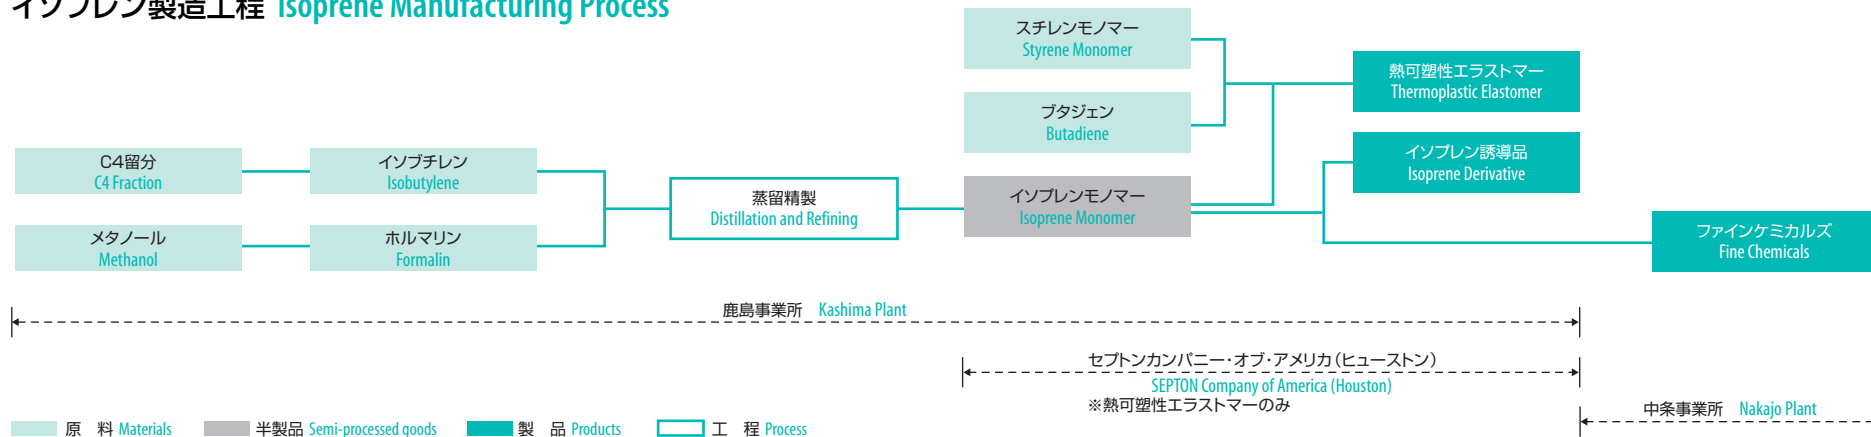 イソプレン製造工程 Isoprene Manufacturing Process
スチレンモノマー
Styrene Monomer
熱可塑性エラストマー
Thermoplastic Elastomer
ブタジェン
Butadiene
C4留分
C4 Fraction
イソブチレン
Isobutylene
イソプレン誘導品
Isoprene Derivative
蒸留精製
Distillation and Refining
イソプレンモノマー
Isoprene Monomer
メタノール
Methanol
ホルマリン
Formalin
ファインケミカルズ
Fine Chemicals
鹿島事業所 Kashima Plant
セプトンカンパニー・オブ・アメリカ（ヒューストン）
SEPTON Company of America (Houston)
※熱可塑性エラストマーのみ
中条事業所 Nakajo Plant
原　料 Materials 半製品 Semi-processed goods 製　品 Products 工　程 Process